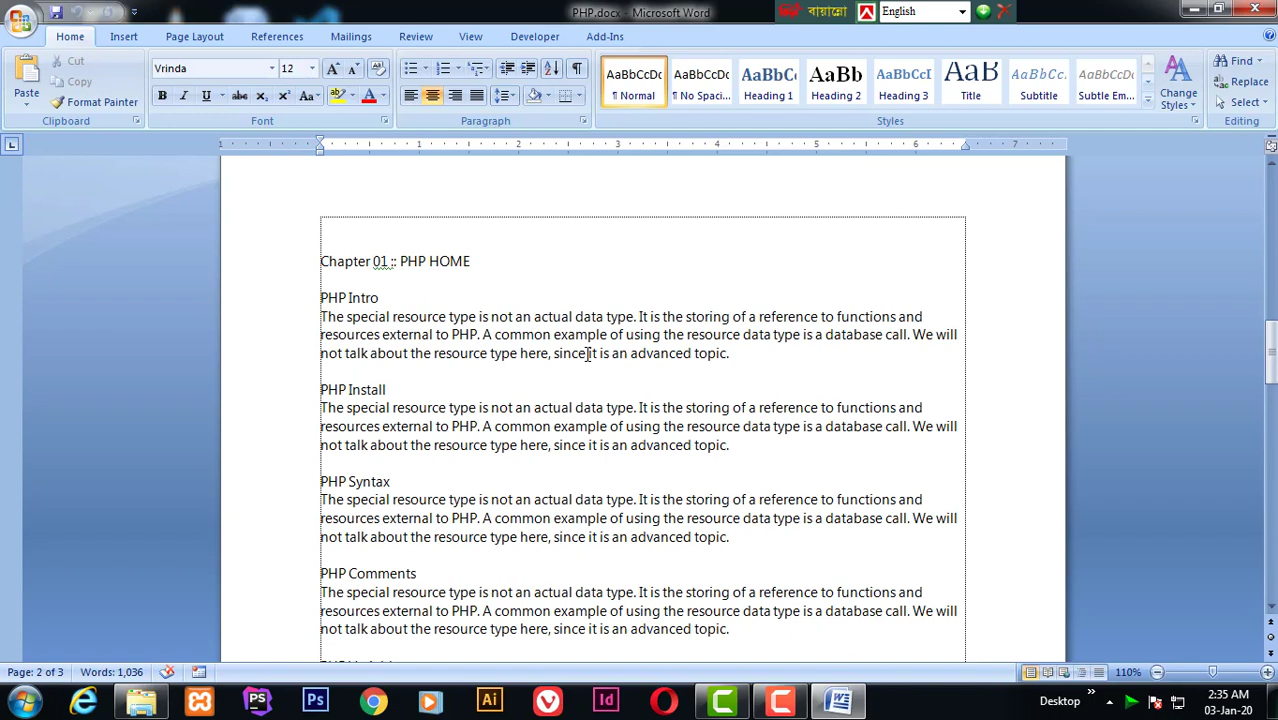 PHP.docx - Microsoft Word
বায়ান্নো
English
Home Insert Page Layout References Mailings Review View Developer Add-Ins
Paste
Cut
Copy
Format Painter
Clipboard
Vrinda 12
Font
Paragraph
AaBbCcDc AaBbCcDc AaBbC AaBb AaBbCcI AaB AaBbCcI AaBbCcDc
¶ Normal ¶ No Spaci... Heading 1 Heading 2 Heading 3 Title Subtitle Subtle Em...
Styles
Change Styles
Find
Replace
Select
Editing
1 1 2 3 4 5 6 7
Chapter 01 :: PHP HOME
PHP Intro
The special resource type is not an actual data type. It is the storing of a reference to functions and
resources external to PHP. A common example of using the resource data type is a database call. We will
not talk about the resource type here, since it is an advanced topic.
PHP Install
The special resource type is not an actual data type. It is the storing of a reference to functions and
resources external to PHP. A common example of using the resource data type is a database call. We will
not talk about the resource type here, since it is an advanced topic.
PHP Syntax
The special resource type is not an actual data type. It is the storing of a reference to functions and
resources external to PHP. A common example of using the resource data type is a database call. We will
not talk about the resource type here, since it is an advanced topic.
PHP Comments
The special resource type is not an actual data type. It is the storing of a reference to functions and
resources external to PHP. A common example of using the resource data type is a database call. We will
not talk about the resource type here, since it is an advanced topic.
Page: 2 of 3 Words: 1,036
110%
Desktop
2:35 AM
03-Jan-20